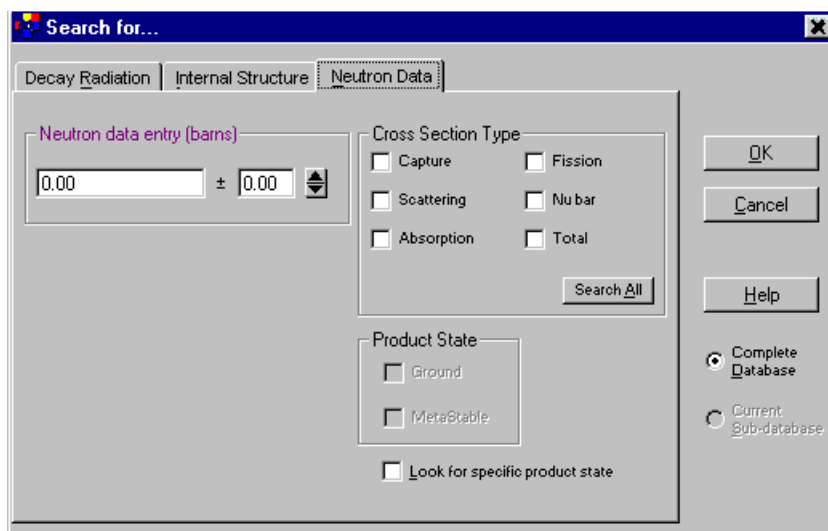 Search for...
Decay Radiation
Internal Structure
Neutron Data
Neutron data entry (barns)
0.00 ± 0.00
Cross Section Type
Capture
Fission
Scattering
Nu bar
Absorption
Total
Search All
Product State
Ground
MetaStable
Look for specific product state
OK
Cancel
Help
Complete
Database
Current
Sub-database